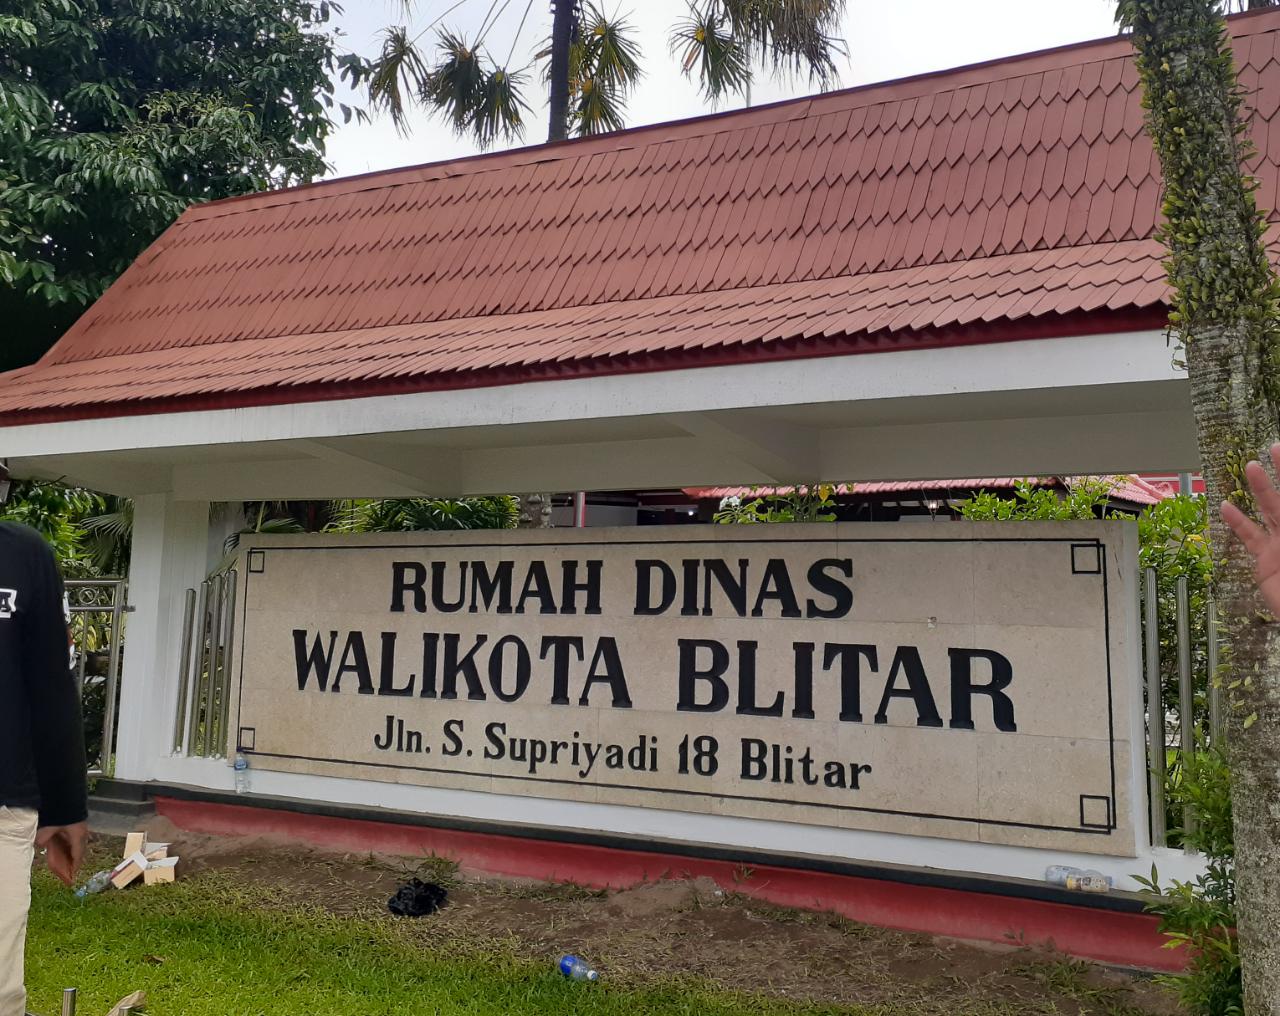 RUMAH DINAS
WALIKOTA BLITAR
Jln. S. Supriyadi 18 Blitar